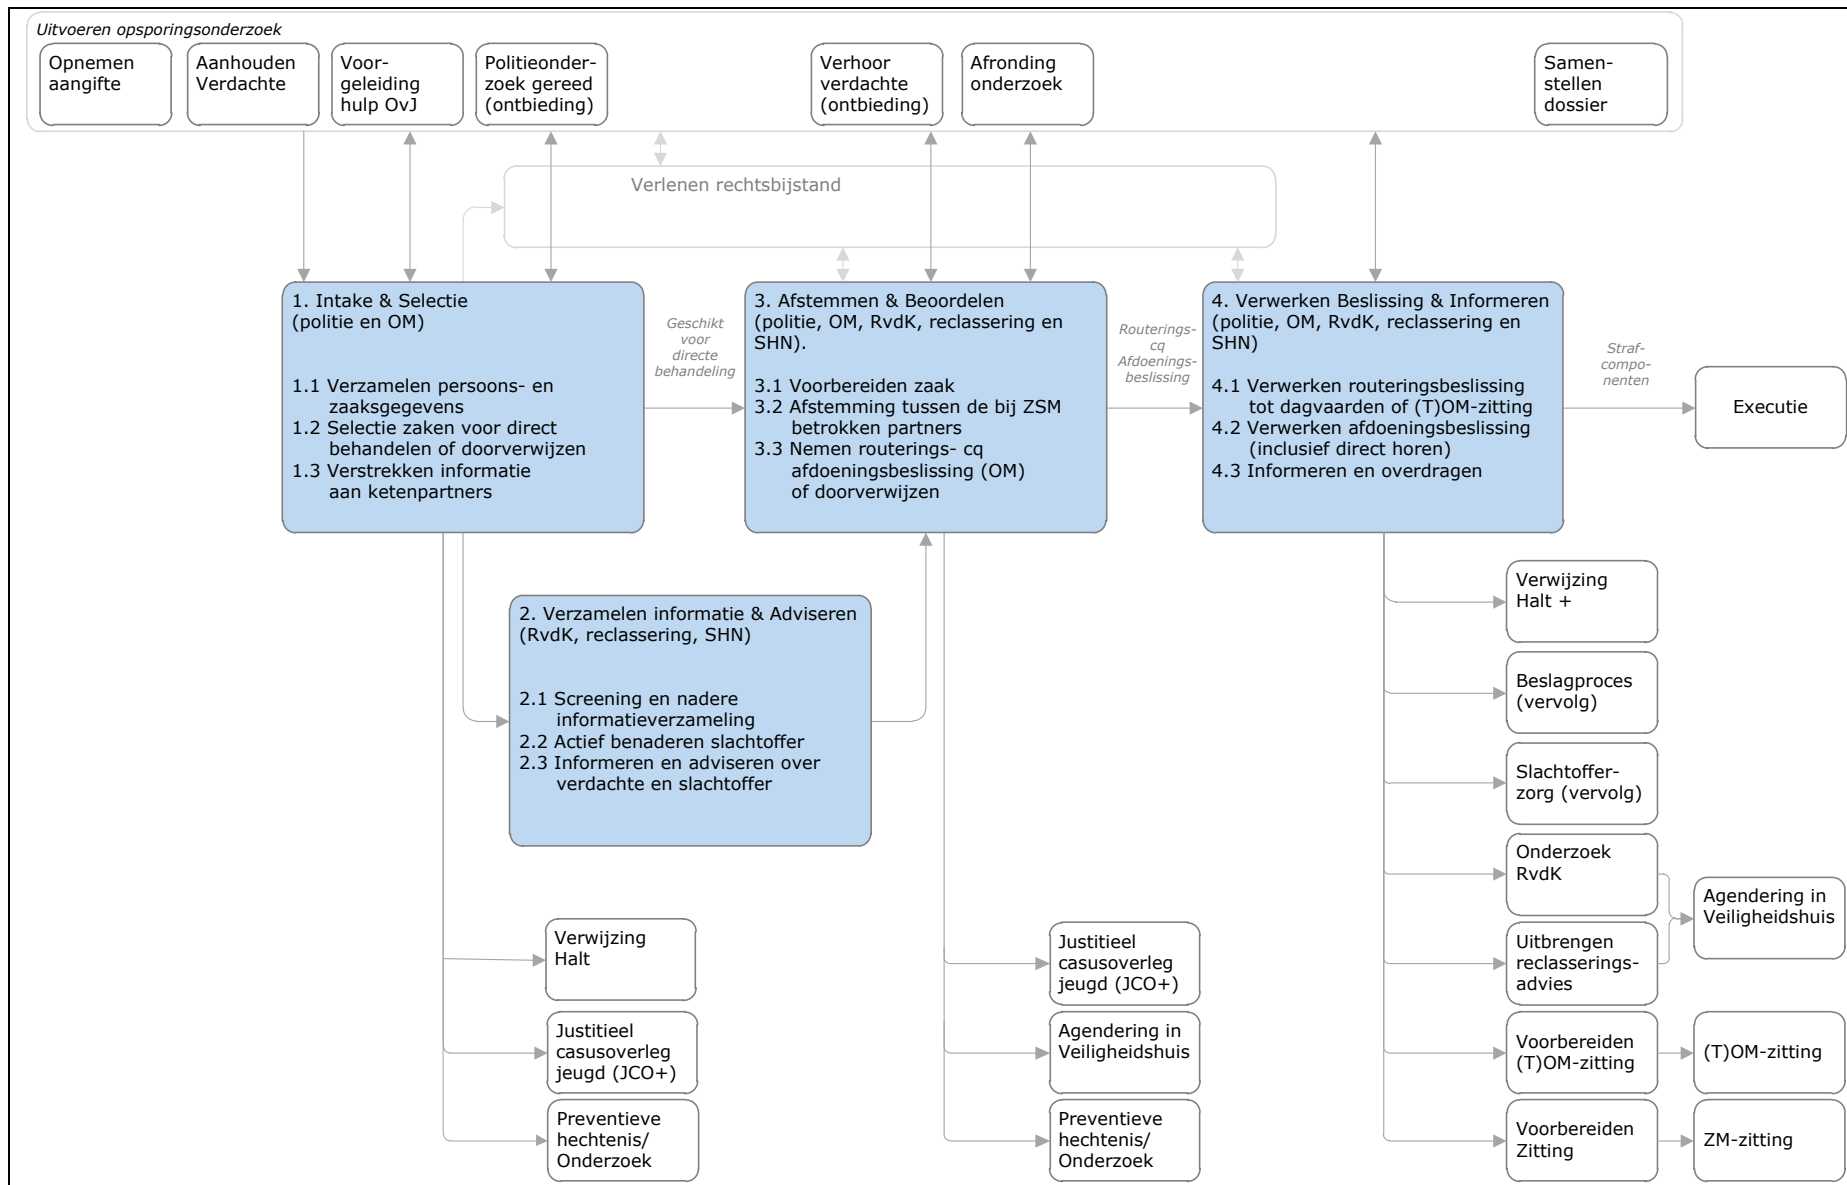 Uitvoeren opsporingsonderzoek
Opnemen
aangifte
Aanhouden
Verdachte
Voor-
geleiding
hulp OvJ
Politieonder-
zoek gereed
(ontbieding)
Verhoor
verdachte
(ontbieding)
Afronding
onderzoek
Samen-
stellen
dossier
Verlenen rechtsbijstand
1. Intake & Selectie
(politie en OM)
1.1 Verzamelen persoons- en
zaaksgegevens
1.2 Selectie zaken voor direct
behandelen of doorverwijzen
1.3 Verstrekken informatie
aan ketenpartners
Geschikt
voor
directe
behandeling
3. Afstemmen & Beoordelen
(politie, OM, RvdK, reclassering en
SHN).
3.1 Voorbereiden zaak
3.2 Afstemming tussen de bij ZSM
betrokken partners
3.3 Nemen routerings- cq
afdoeningsbeslissing (OM)
of doorverwijzen
Routerings-
cq
Afdoenings-
beslissing
4. Verwerken Beslissing & Informeren
(politie, OM, RvdK, reclassering en
SHN)
4.1 Verwerken routeringsbeslissing
tot dagvaarden of (T)OM-zitting
4.2 Verwerken afdoeningsbeslissing
(inclusief direct horen)
4.3 Informeren en overdragen
Straf-
compo-
nenten
Executie
2. Verzamelen informatie & Adviseren
(RvdK, reclassering, SHN)
2.1 Screening en nadere
informatieverzameling
2.2 Actief benaderen slachtoffer
2.3 Informeren en adviseren over
verdachte en slachtoffer
Verwijzing
Halt
Justitieel
casusoverleg
jeugd (JCO+)
Preventieve
hechtenis/
Onderzoek
Justitieel
casusoverleg
jeugd (JCO+)
Agendering in
Veiligheidshuis
Preventieve
hechtenis/
Onderzoek
Verwijzing
Halt +
Beslagproces
(vervolg)
Slachtoffer-
zorg (vervolg)
Onderzoek
RvdK
Uitbrengen
reclasserings-
advies
Agendering in
Veiligheidshuis
Voorbereiden
(T)OM-zitting
(T)OM-zitting
Voorbereiden
Zitting
ZM-zitting